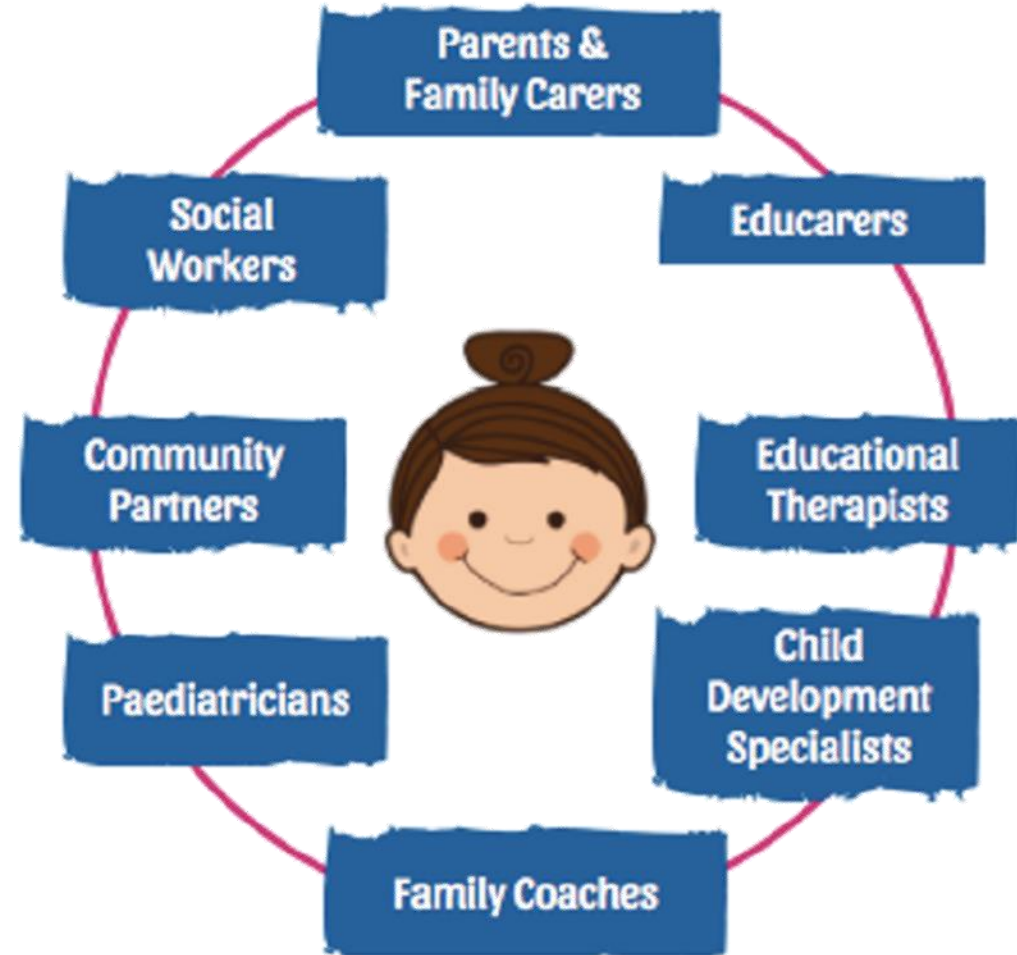 Parents &
Family Carers
Social
Workers
Educarers
Community
Partners
Educational
Therapists
Paediatricians
Child
Development
Specialists
Family Coaches